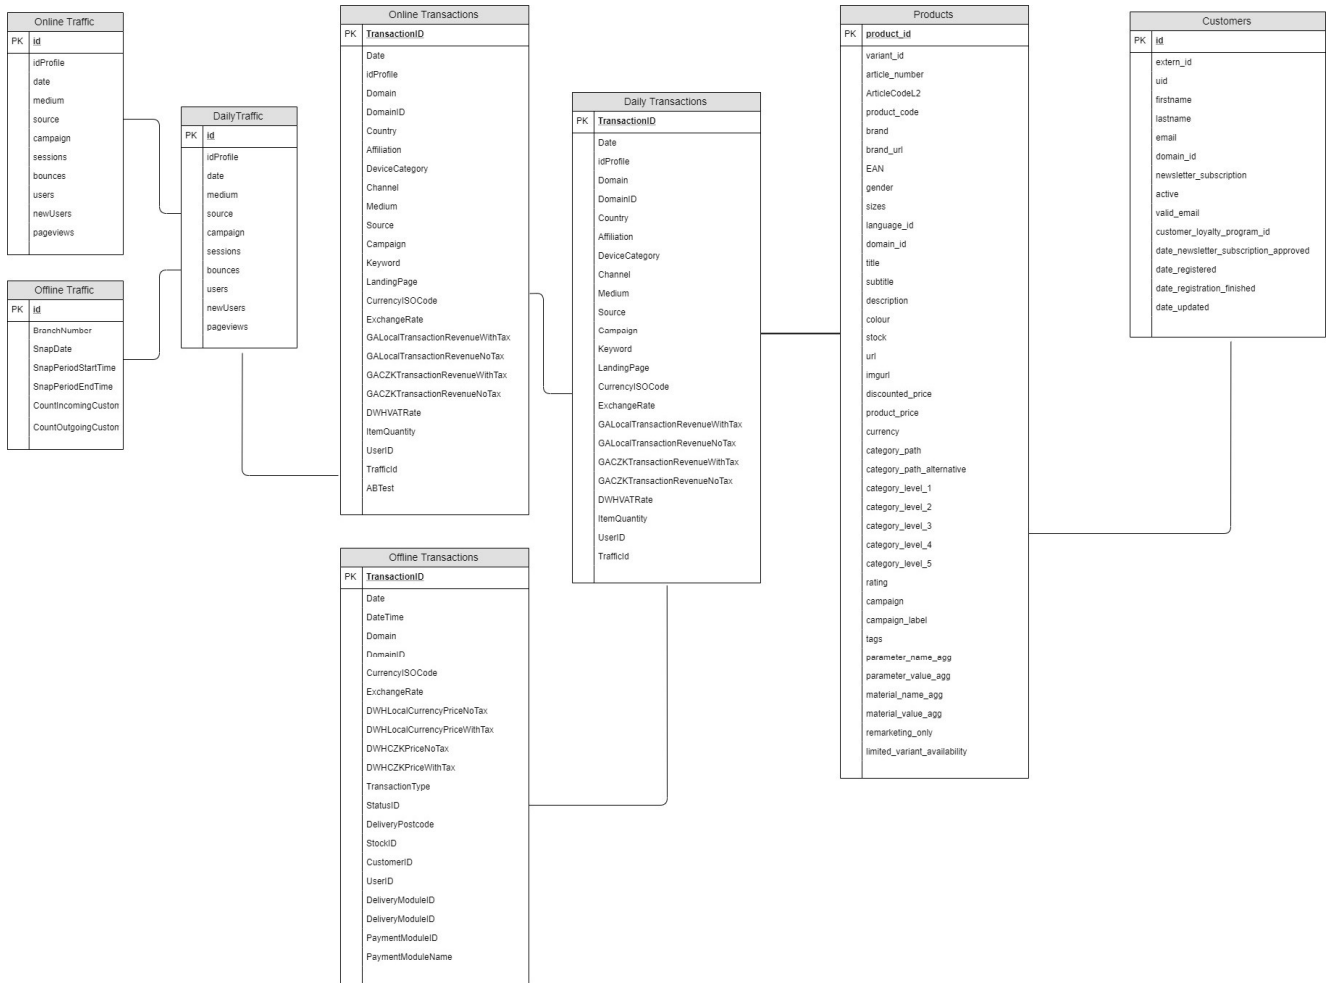 Online Traffic
PK id
idProfile
date
medium
source
campaign
sessions
bounces
users
newUsers
pageviews
Offline Traffic
PK id
BranchNumber
SnapDate
SnapPeriodStartTime
SnapPeriodEndTime
CountIncomingCustom
CountOutgoingCustom
DailyTraffic
PK id
idProfile
date
medium
source
campaign
sessions
bounces
users
newUsers
pageviews
Online Transactions
PK TransactionID
Date
idProfile
Domain
DomainID
Country
Affiliation
DeviceCategory
Channel
Medium
Source
Campaign
Keyword
LandingPage
CurrencyISOCode
ExchangeRate
GALocalTransactionRevenueWithTax
GALocalTransactionRevenueNoTax
GACZKTransactionRevenueWithTax
GACZKTransactionRevenueNoTax
DWHVATRate
ItemQuantity
UserID
TrafficId
ABTest
Offline Transactions
PK TransactionID
Date
DateTime
Domain
DomainID
CurrencyISOCode
ExchangeRate
DWHLocalCurrencyPriceNoTax
DWHLocalCurrencyPriceWithTax
DWHCZKPriceNoTax
DWHCZKPriceWithTax
TransactionType
StatusID
DeliveryPostcode
StockID
CustomerID
UserID
DeliveryModuleID
DeliveryModuleID
PaymentModuleID
PaymentModuleName
Daily Transactions
PK TransactionID
Date
idProfile
Domain
DomainID
Country
Affiliation
DeviceCategory
Channel
Medium
Source
Campaign
Keyword
LandingPage
CurrencyISOCode
ExchangeRate
GALocalTransactionRevenueWithTax
GALocalTransactionRevenueNoTax
GACZKTransactionRevenueWithTax
GACZKTransactionRevenueNoTax
DWHVATRate
ItemQuantity
UserID
TrafficId
Products
PK product_id
variant_id
article_number
ArticleCodeL2
product_code
brand
brand_url
EAN
gender
sizes
language_id
domain_id
title
subtitle
description
colour
stock
url
imgurl
discounted_price
product_price
currency
category_path
category_path_alternative
category_level_1
category_level_2
category_level_3
category_level_4
category_level_5
rating
campaign
campaign_label
tags
parameter_name_agg
parameter_value_agg
material_name_agg
material_value_agg
remarketing_only
limited_variant_availability
Customers
PK id
extern_id
uid
firstname
lastname
email
domain_id
newsletter_subscription
active
valid_email
customer_loyalty_program_id
date_newsletter_subscription_approved
date_registered
date_registration_finished
date_updated